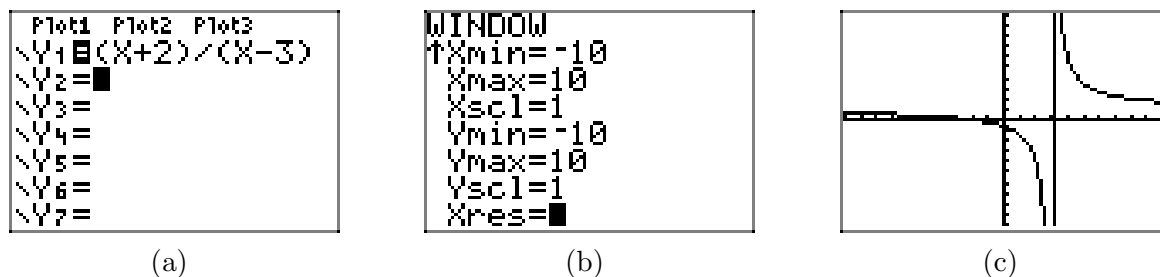 Plot1 Plot2 Plot3
\Y1=(X+2)/(X-3)
\Y2=
\Y3=
\Y4=
\Y5=
\Y6=
\Y7=
WINDOW
↑Xmin=-10
Xmax=10
Xscl=1
Ymin=-10
Ymax=10
Yscl=1
Xres=
(a)
(b)
(c)